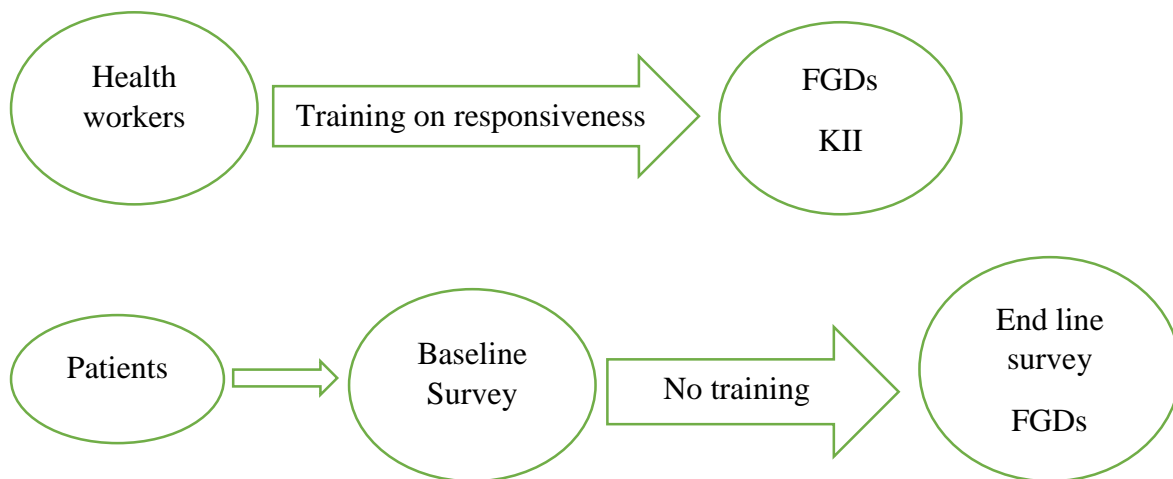 Health
workers
Training on responsiveness
FGDs
KII
Patients
Baseline
Survey
No training
End line
survey
FGDs